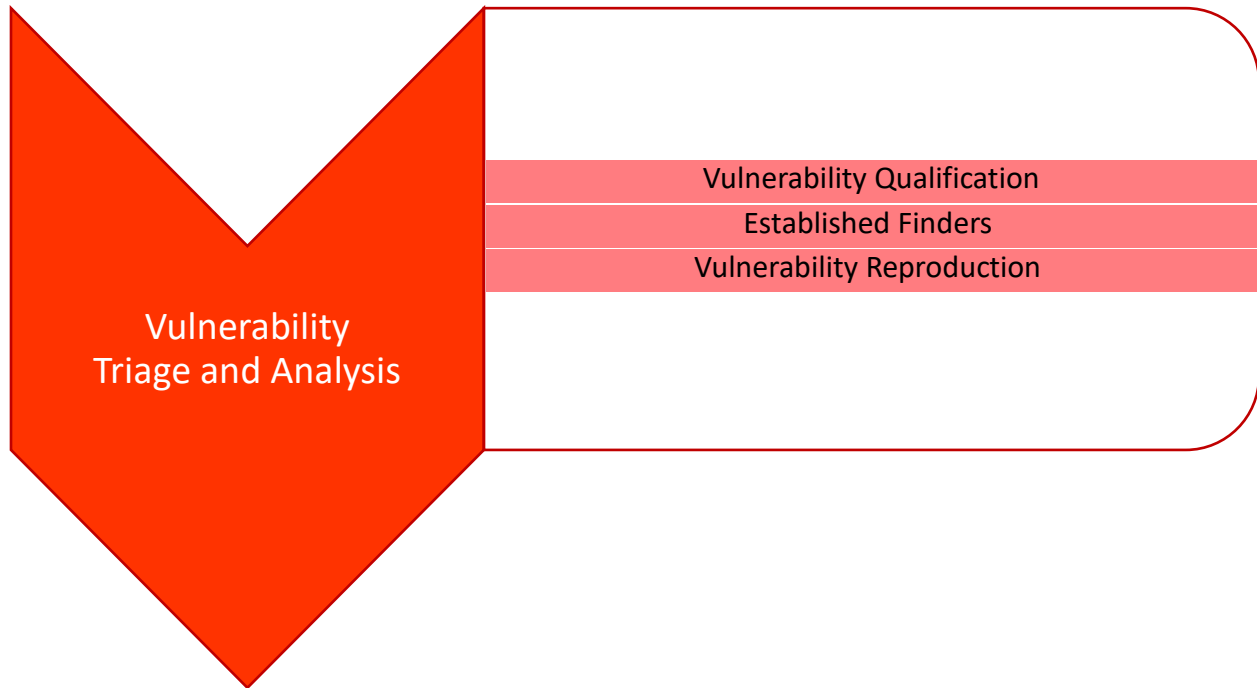 Vulnerability Qualification
Established Finders
Vulnerability Reproduction
Vulnerability
Triage and Analysis